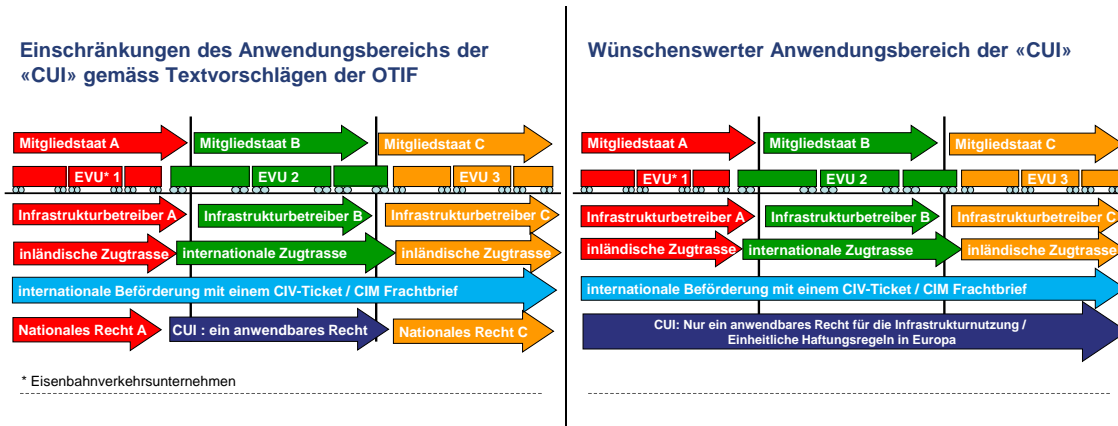 Einschränkungen des Anwendungsbereichs der
«CUI» gemäss Textvorschlägen der OTIF
Mitgliedstaat A
Mitgliedstaat B
Mitgliedstaat C
EVU* 1
EVU 2
EVU 3
Infrastrukturbetreiber A
Infrastrukturbetreiber B
Infrastrukturbetreiber C
inländische Zugtrasse
internationale Zugtrasse
inländische Zugtrasse
internationale Beförderung mit einem CIV-Ticket / CIM Frachtbrief
Nationales Recht A
CUI : ein anwendbares Recht
Nationales Recht C
* Eisenbahnverkehrsunternehmen
Wünschenswerter Anwendungsbereich der «CUI»
Mitgliedstaat A
Mitgliedstaat B
Mitgliedstaat C
EVU* 1
EVU 2
EVU 3
Infrastrukturbetreiber A
Infrastrukturbetreiber B
Infrastrukturbetreiber C
inländische Zugtrasse
internationale Zugtrasse
inländische Zugtrasse
internationale Beförderung mit einem CIV-Ticket / CIM Frachtbrief
CUI: Nur ein anwendbares Recht für die Infrastrukturnutzung /
Einheitliche Haftungsregeln in Europa